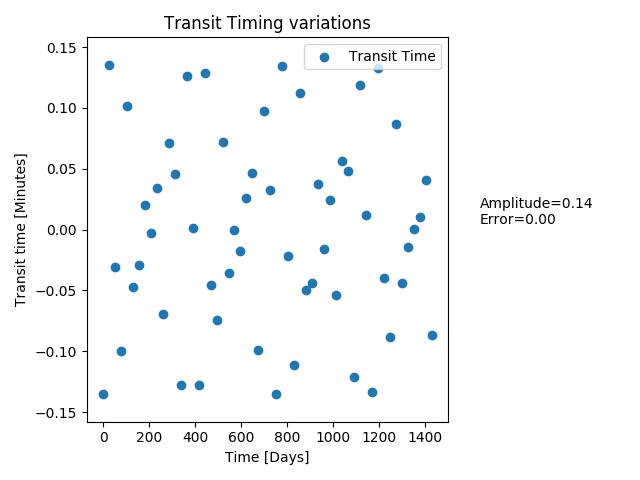 Transit Timing variations
Transit Time
0.15
0.10
0.05
0.00
−0.05
−0.10
−0.15
Transit time [Minutes]
Amplitude=0.14
Error=0.00
0 200 400 600 800 1000 1200 1400
Time [Days]